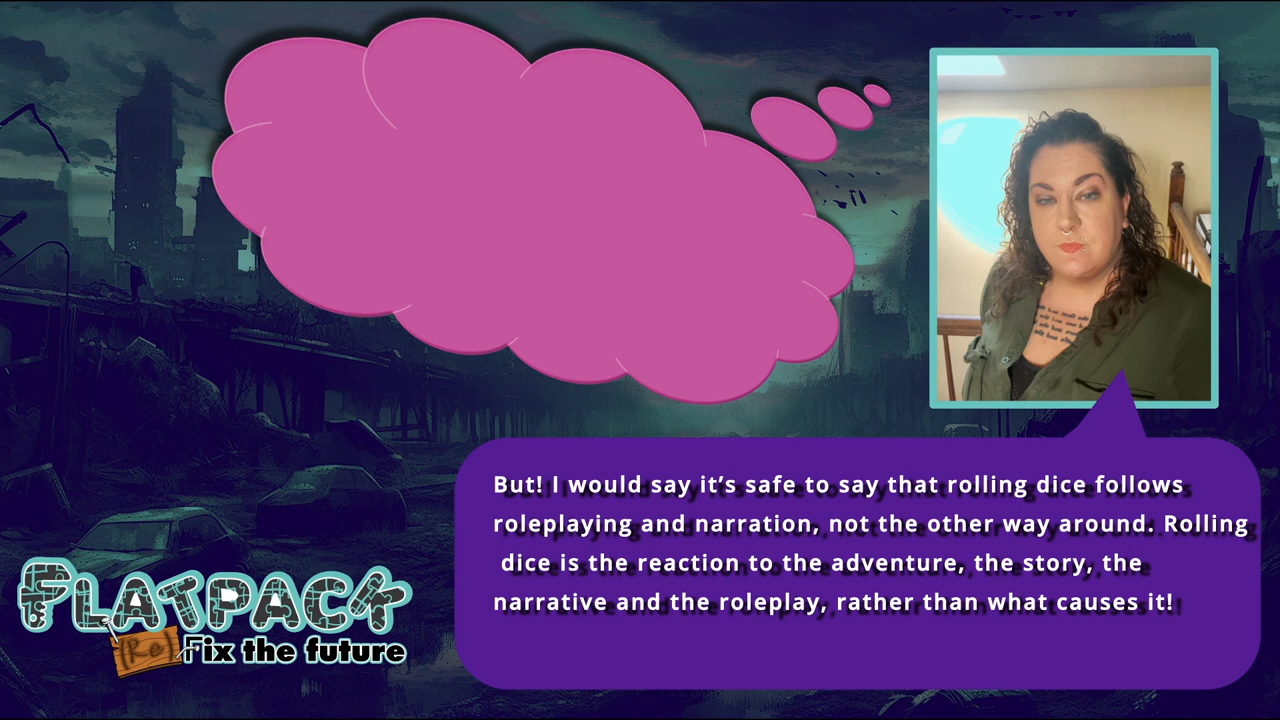 But! I would say it’s safe to say that rolling dice follows
roleplaying and narration, not the other way around. Rolling
dice is the reaction to the adventure, the story, the
narrative and the roleplay, rather than what causes it!
FLATPACK
(Re) Fix the future